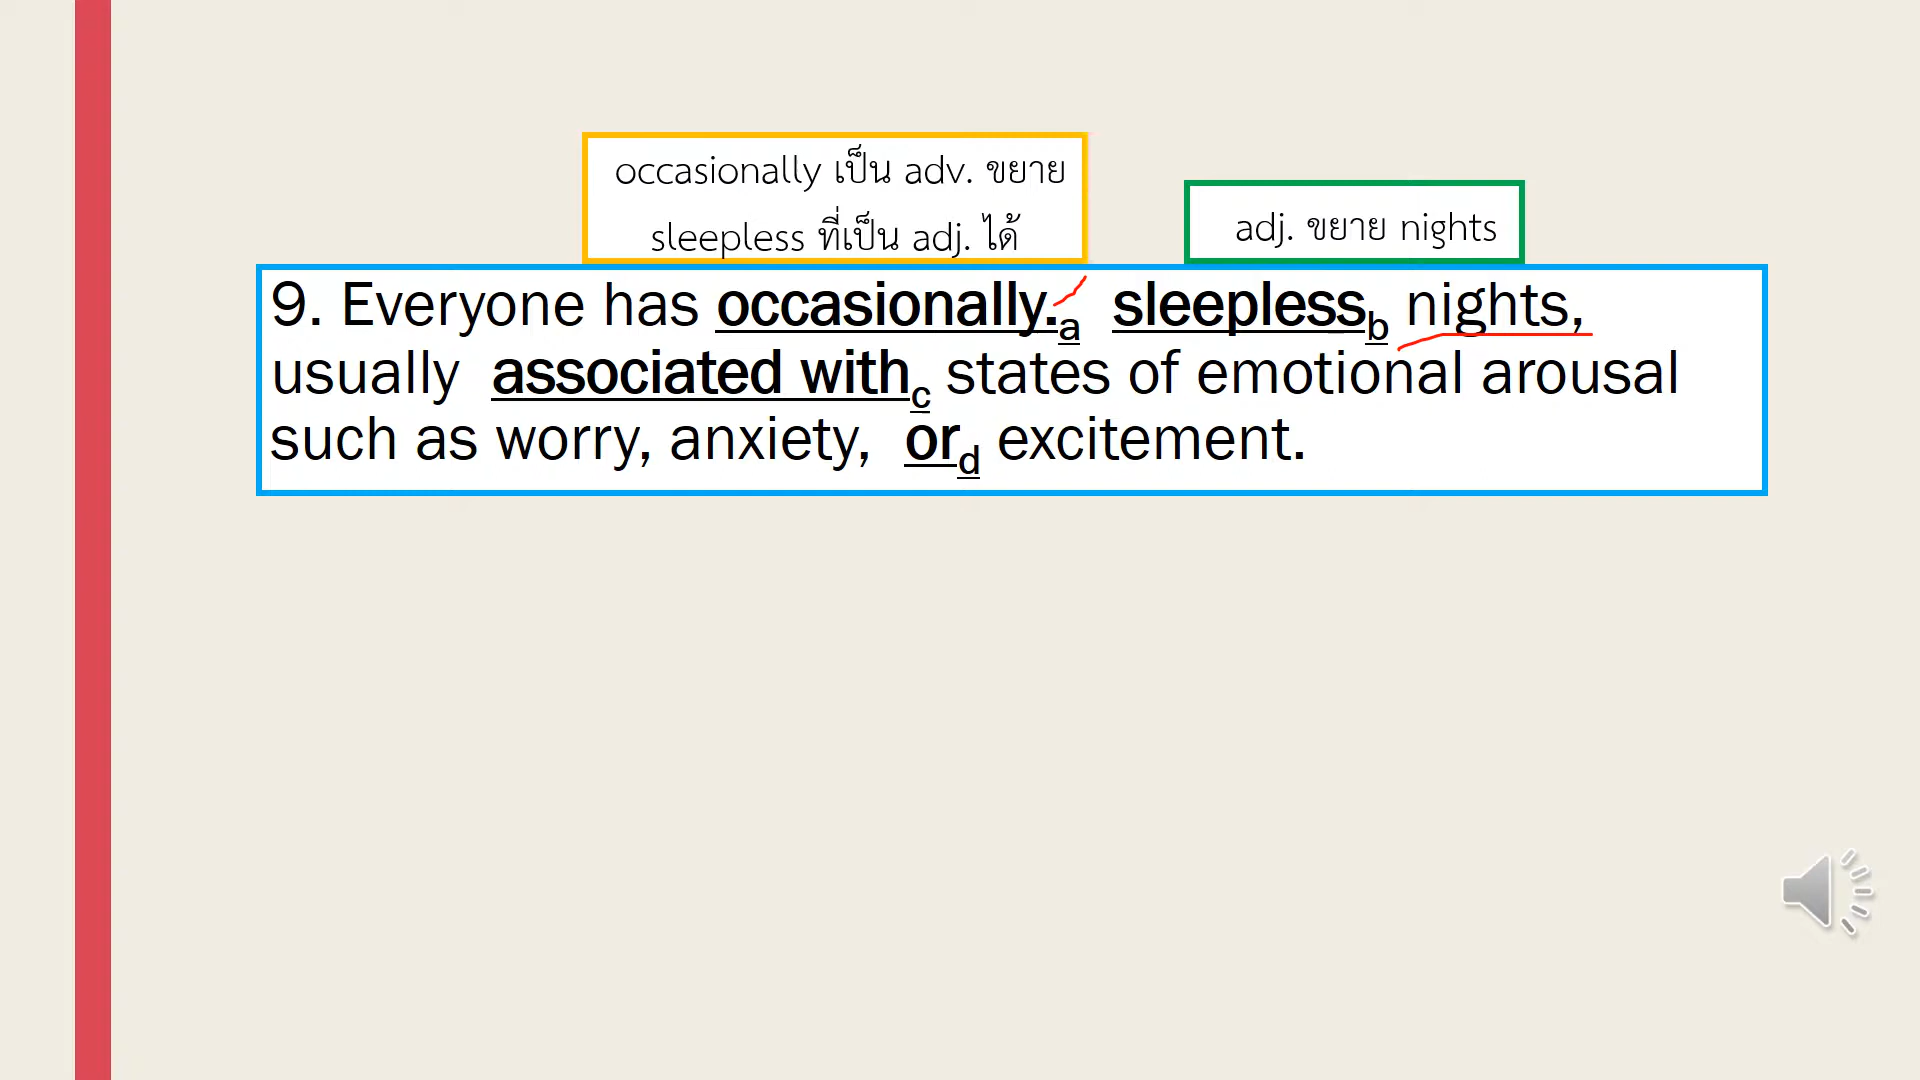 occasionally เป็น adv. ขยาย
sleepless ที่เป็น adj. ได้
adj. ขยาย nights
9. Everyone has occasionally.a sleeplessb nights,
usually associated withc states of emotional arousal
such as worry, anxiety, ord excitement.